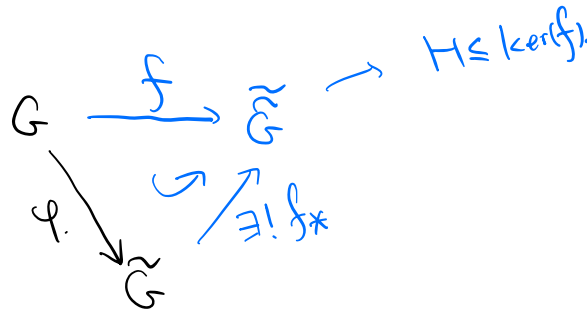 H ≤ ker(f).
f
G → G̃̃
∃! f*
φ.
G̃